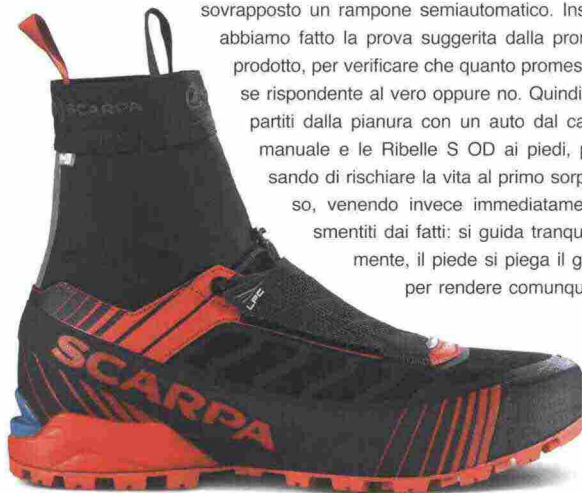 sovrapposto un rampone semiautomatico. Ins
abbiamo fatto la prova suggerita dalla pron
prodotto, per verificare che quanto promes
se rispondente al vero oppure no. Quindi
partiti dalla pianura con un auto dal ca
manuale e le Ribelle S OD ai piedi, p
sando di rischiare la vita al primo sorp
so, venendo invece immediatame
smentiti dai fatti: si guida tranqu
mente, il piede si piega il g
per rendere comunqu
SCARPA
LPC
SCARPA